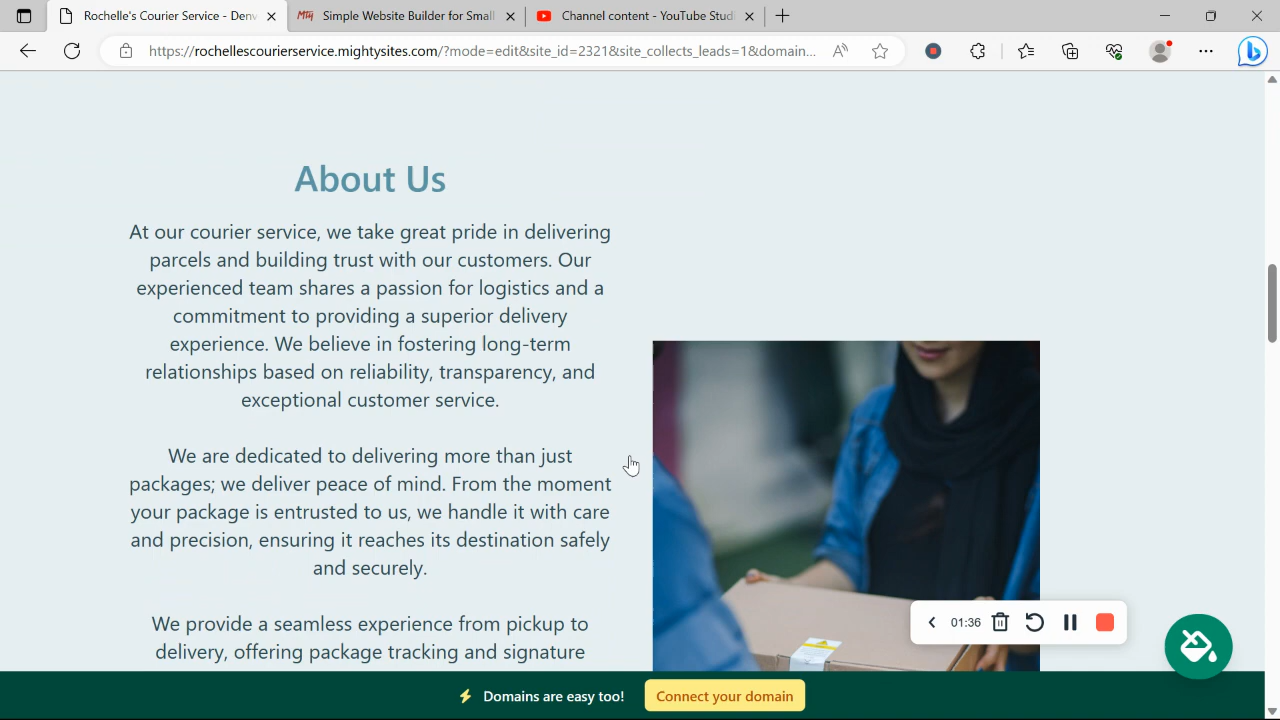 Rochelle's Courier Service - Denv
Simple Website Builder for Small
Channel content - YouTube Studi
https://rochellescourierservice.mightysites.com/?mode=edit&site_id=2321&site_collects_leads=1&domain...
About Us
At our courier service, we take great pride in delivering
parcels and building trust with our customers. Our
experienced team shares a passion for logistics and a
commitment to providing a superior delivery
experience. We believe in fostering long-term
relationships based on reliability, transparency, and
exceptional customer service.
We are dedicated to delivering more than just
packages; we deliver peace of mind. From the moment
your package is entrusted to us, we handle it with care
and precision, ensuring it reaches its destination safely
and securely.
We provide a seamless experience from pickup to
delivery, offering package tracking and signature
01:36
Domains are easy too!
Connect your domain